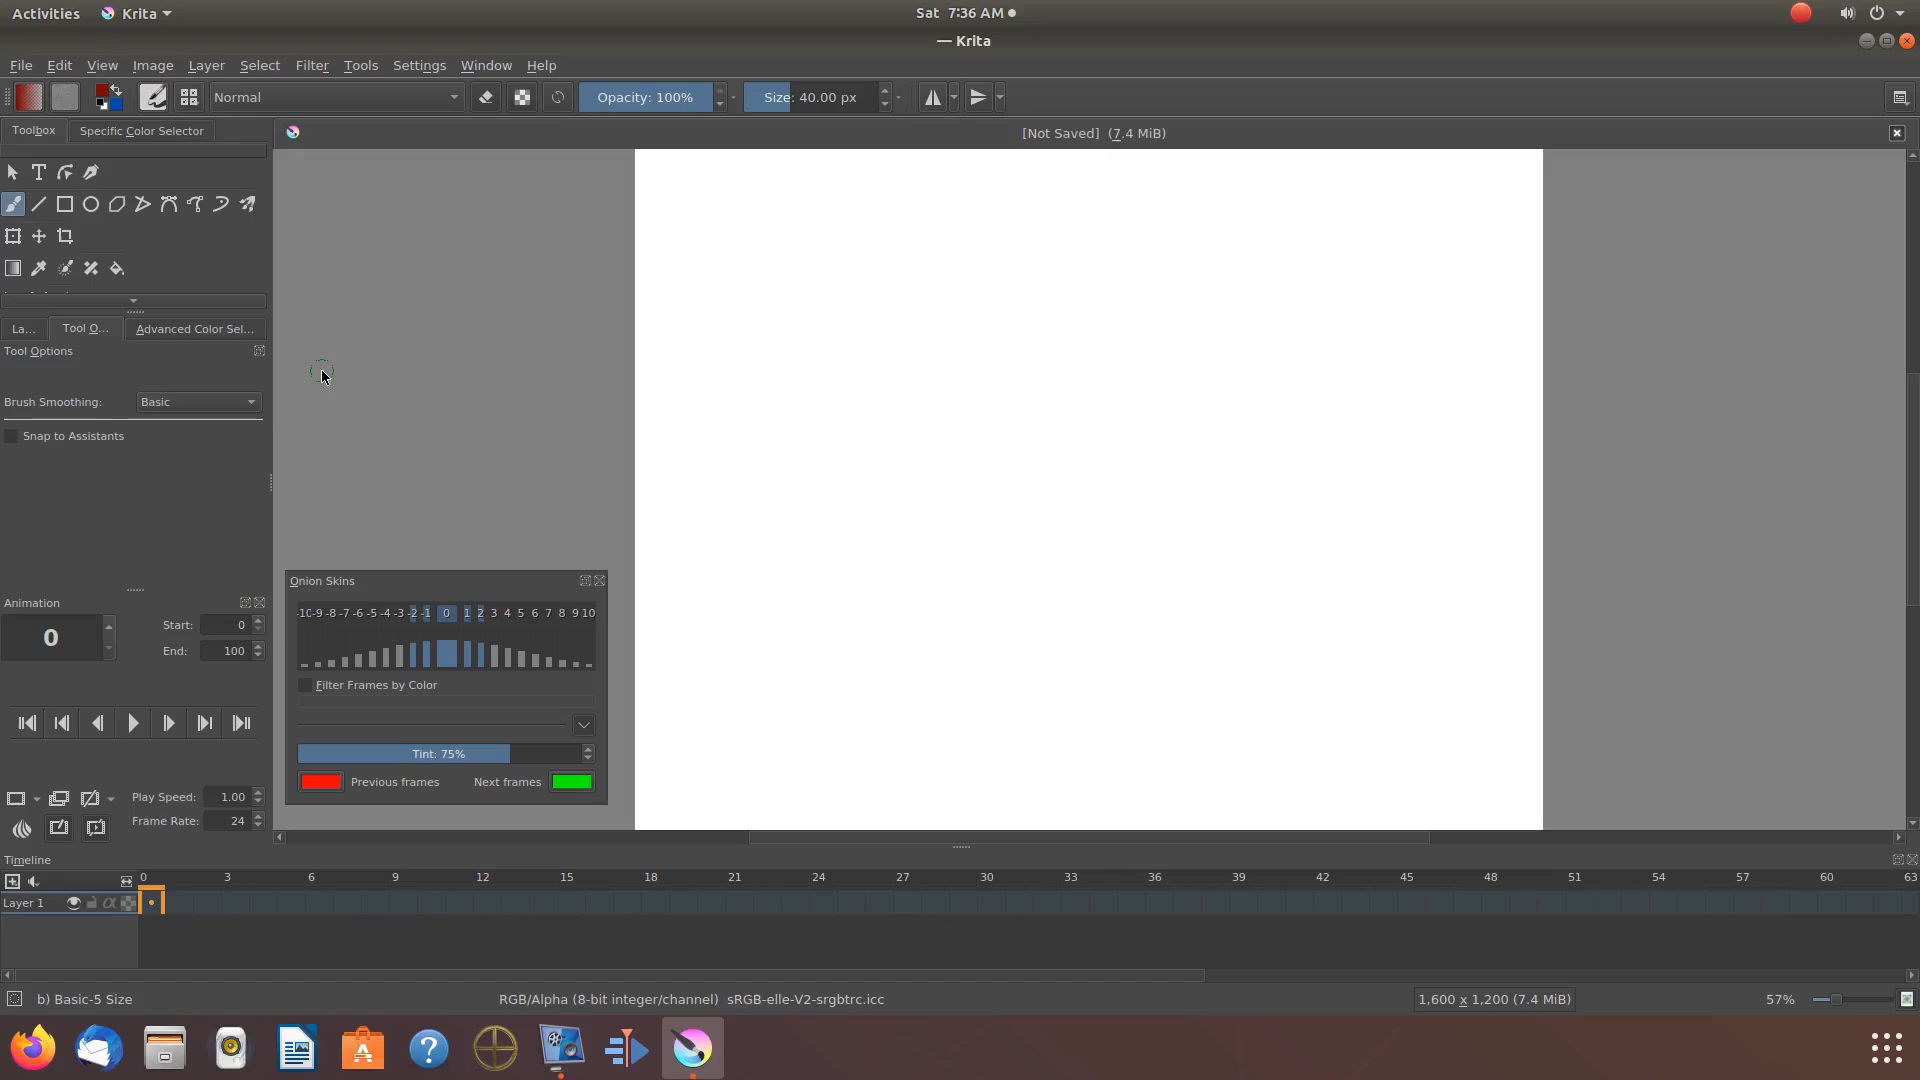 Activities Krita Sat 7:36 AM
— Krita
File Edit View Image Layer Select Filter Tools Settings Window Help
Normal Opacity: 100% Size: 40.00 px
Toolbox Specific Color Selector [Not Saved] (7.4 MiB)
La... Tool O... Advanced Color Sel...
Tool Options
Brush Smoothing: Basic
Snap to Assistants
Onion Skins
-10 -9 -8 -7 -6 -5 -4 -3 -2 -1 0 1 2 3 4 5 6 7 8 9 10
Filter Frames by Color
Tint: 75%
Previous frames Next frames
Animation
0 Start: 0
End: 100
Play Speed: 1.00
Frame Rate: 24
Timeline
0 3 6 9 12 15 18 21 24 27 30 33 36 39 42 45 48 51 54 57 60 63
Layer 1
b) Basic-5 Size RGB/Alpha (8-bit integer/channel) sRGB-elle-V2-srgbtrc.icc 1,600 x 1,200 (7.4 MiB) 57%